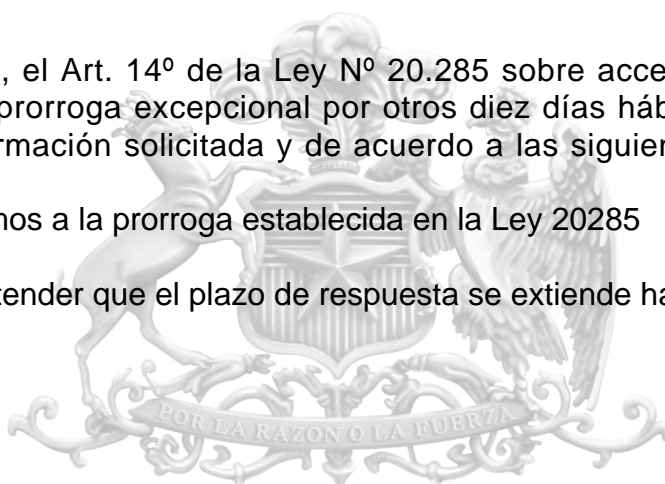 , el Art. 14º de la Ley Nº 20.285 sobre acce
prorroga excepcional por otros diez días háb
rmación solicitada y de acuerdo a las siguien
nos a la prorroga establecida en la Ley 20285
tender que el plazo de respuesta se extiende ha
POR LA RAZON O LA FUERZA